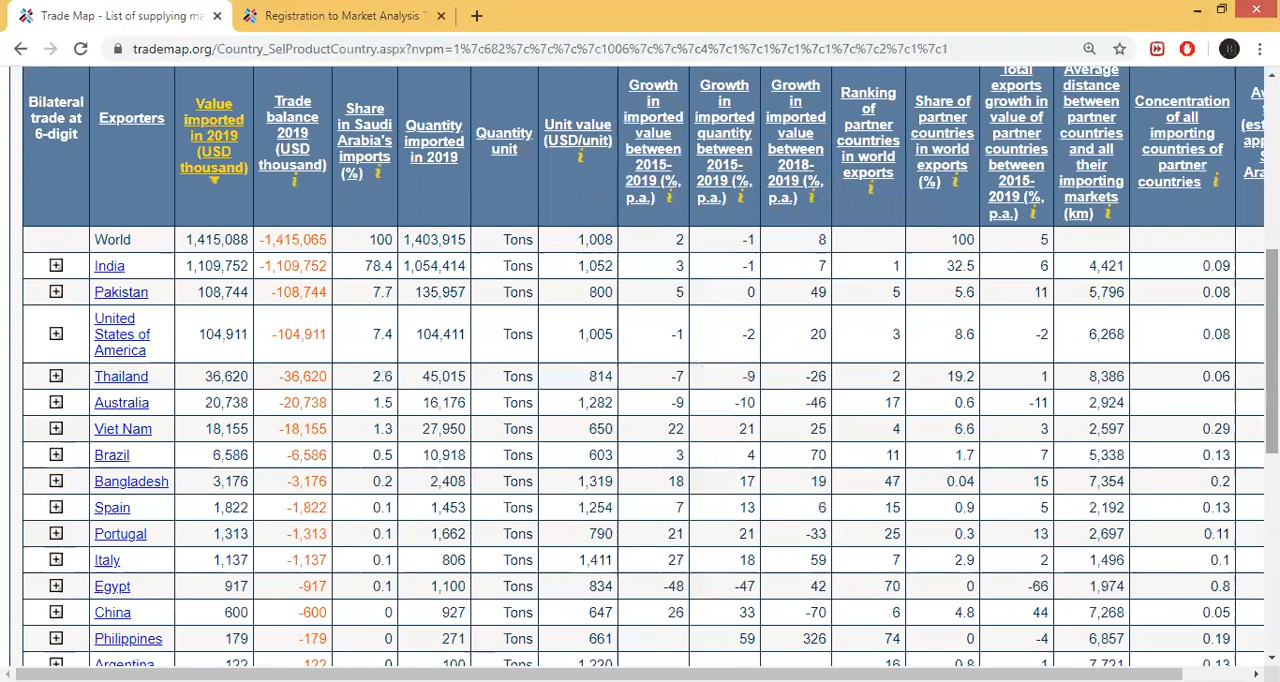 Trade Map - List of supplying ma
Registration to Market Analysis T
trademap.org/Country_SelProductCountry.aspx?nvpm=1%7c682%7c%7c%7c%7c1006%7c%7c%7c4%7c1%7c1%7c1%7c1%7c%7c2%7c1%7c1
Bilateral trade at 6-digit
Exporters
Value imported in 2019 (USD thousand)
Trade balance 2019 (USD thousand)
Share in Saudi Arabia's imports (%)
Quantity imported in 2019
Quantity unit
Unit value (USD/unit)
Growth in imported value between 2015-2019 (%, p.a.)
Growth in imported quantity between 2015-2019 (%, p.a.)
Growth in imported value between 2018-2019 (%, p.a.)
Ranking of partner countries in world exports
Share of partner countries in world exports (%)
Total exports growth in value of partner countries between 2015-2019 (%, p.a.)
Average distance between partner countries and all their importing markets (km)
Concentration of all importing countries of partner countries
World 1,415,088 -1,415,065 100 1,403,915 Tons 1,008 2 -1 8 100 5
India 1,109,752 -1,109,752 78.4 1,054,414 Tons 1,052 3 -1 7 1 32.5 6 4,421 0.09
Pakistan 108,744 -108,744 7.7 135,957 Tons 800 5 0 49 5 5.6 11 5,796 0.08
United States of America 104,911 -104,911 7.4 104,411 Tons 1,005 -1 -2 20 3 8.6 -2 6,268 0.08
Thailand 36,620 -36,620 2.6 45,015 Tons 814 -7 -9 -26 2 19.2 1 8,386 0.06
Australia 20,738 -20,738 1.5 16,176 Tons 1,282 -9 -10 -46 17 0.6 -11 2,924
Viet Nam 18,155 -18,155 1.3 27,950 Tons 650 22 21 25 4 6.6 3 2,597 0.29
Brazil 6,586 -6,586 0.5 10,918 Tons 603 3 4 70 11 1.7 7 5,338 0.13
Bangladesh 3,176 -3,176 0.2 2,408 Tons 1,319 18 17 19 47 0.04 15 7,354 0.2
Spain 1,822 -1,822 0.1 1,453 Tons 1,254 7 13 6 15 0.9 5 2,192 0.13
Portugal 1,313 -1,313 0.1 1,662 Tons 790 21 21 -33 25 0.3 13 2,697 0.11
Italy 1,137 -1,137 0.1 806 Tons 1,411 27 18 59 7 2.9 2 1,496 0.1
Egypt 917 -917 0.1 1,100 Tons 834 -48 -47 42 70 0 -66 1,974 0.8
China 600 -600 0 927 Tons 647 26 33 -70 6 4.8 44 7,268 0.05
Philippines 179 -179 0 271 Tons 661 59 326 74 0 -4 6,857 0.19
Argentina 122 -122 0 100 Tons 1,220 16 0.8 1 7,721 0.13